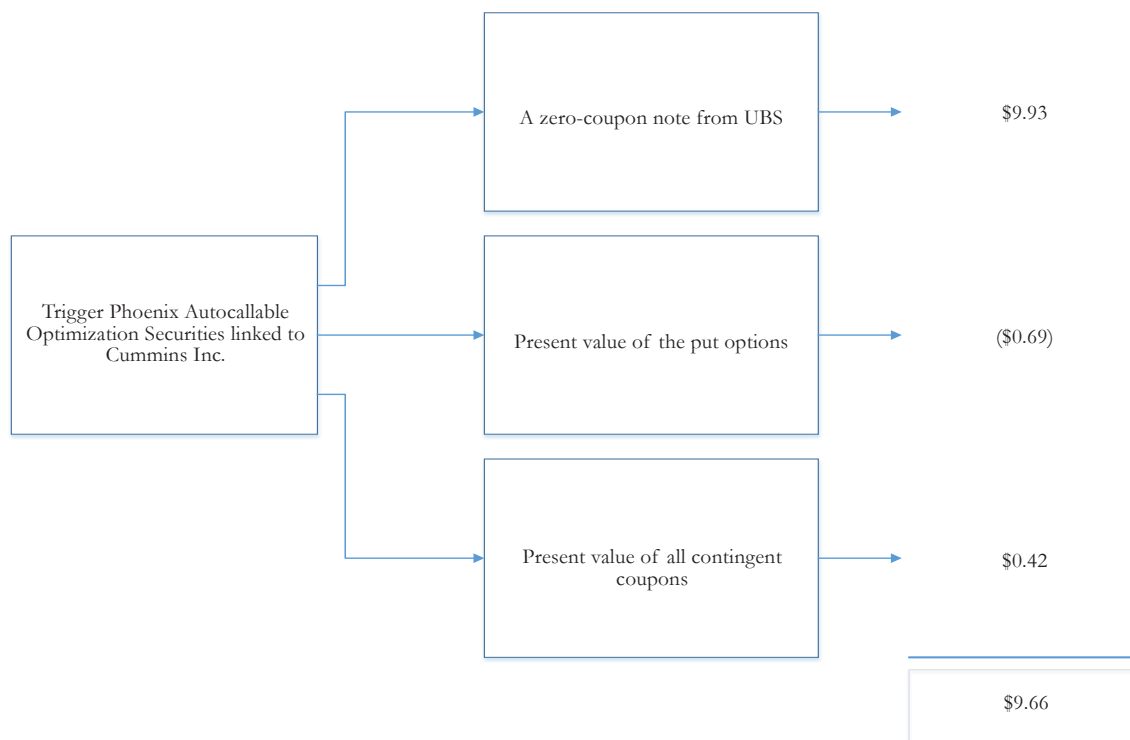 A zero-coupon note from UBS
$9.93
Trigger Phoenix Autocallable
Optimization Securities linked to
Cummins Inc.
Present value of the put options
($0.69)
Present value of all contingent
coupons
$0.42
$9.66